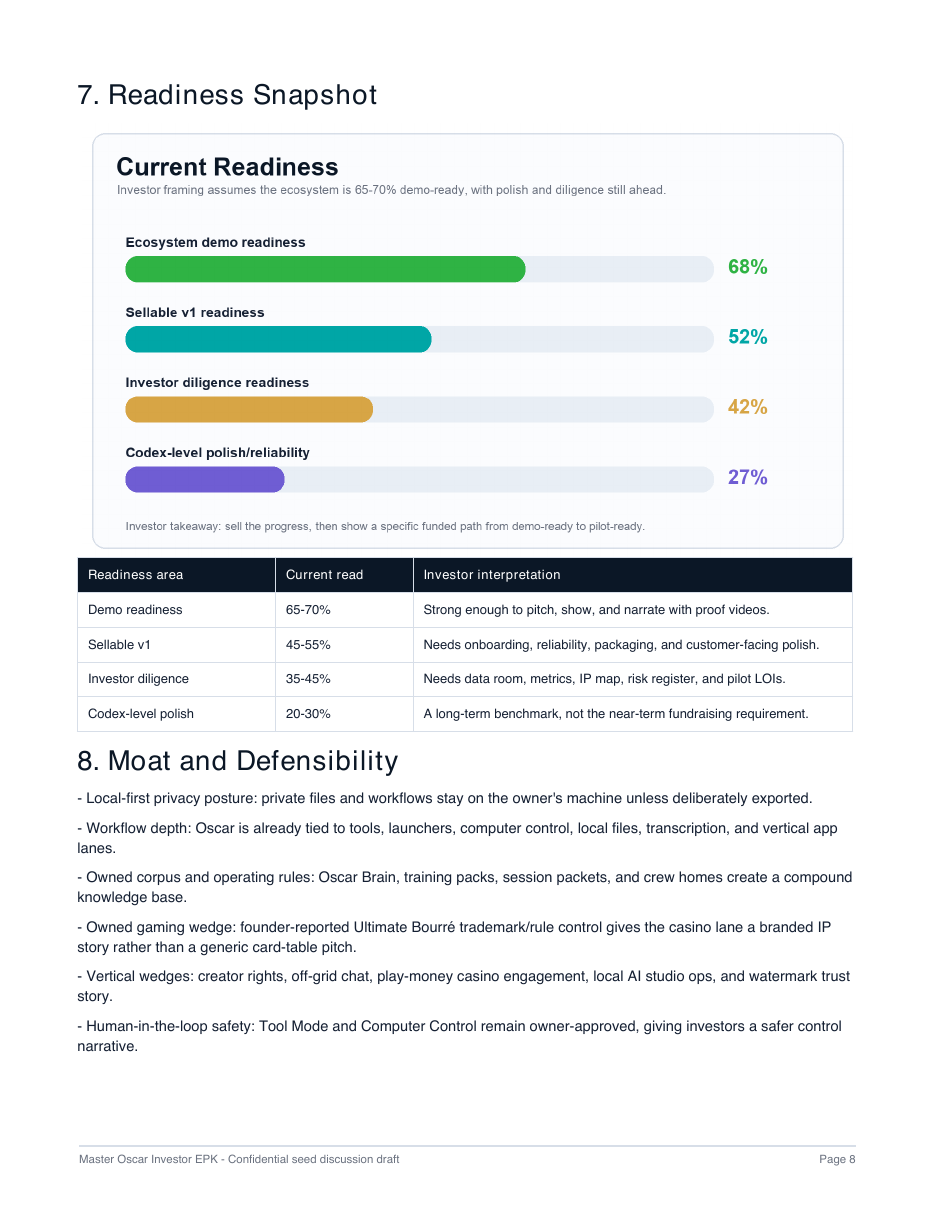 7. Readiness Snapshot
Current Readiness
Investor framing assumes the ecosystem is 65-70% demo-ready, with polish and diligence still ahead.
Ecosystem demo readiness
68%
Sellable v1 readiness
52%
Investor diligence readiness
42%
Codex-level polish/reliability
27%
Investor takeaway: sell the progress, then show a specific funded path from demo-ready to pilot-ready.
Readiness area Current read Investor interpretation
Demo readiness 65-70% Strong enough to pitch, show, and narrate with proof videos.
Sellable v1 45-55% Needs onboarding, reliability, packaging, and customer-facing polish.
Investor diligence 35-45% Needs data room, metrics, IP map, risk register, and pilot LOIs.
Codex-level polish 20-30% A long-term benchmark, not the near-term fundraising requirement.
8. Moat and Defensibility
- Local-first privacy posture: private files and workflows stay on the owner's machine unless deliberately exported.
- Workflow depth: Oscar is already tied to tools, launchers, computer control, local files, transcription, and vertical app
lanes.
- Owned corpus and operating rules: Oscar Brain, training packs, session packets, and crew homes create a compound
knowledge base.
- Owned gaming wedge: founder-reported Ultimate Bourré trademark/rule control gives the casino lane a branded IP
story rather than a generic card-table pitch.
- Vertical wedges: creator rights, off-grid chat, play-money casino engagement, local AI studio ops, and watermark trust
story.
- Human-in-the-loop safety: Tool Mode and Computer Control remain owner-approved, giving investors a safer control
narrative.
Master Oscar Investor EPK - Confidential seed discussion draft
Page 8